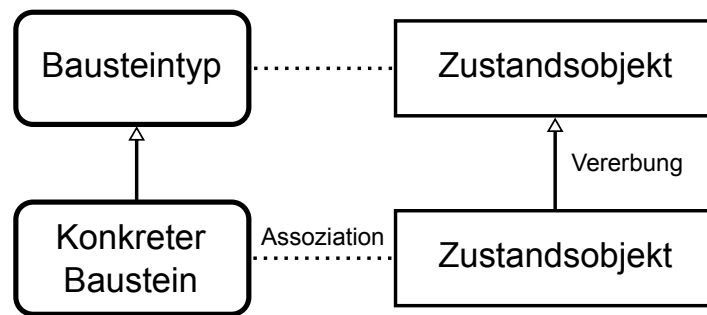 Bausteintyp
Zustandsobjekt
Vererbung
Konkreter
Baustein
Assoziation
Zustandsobjekt